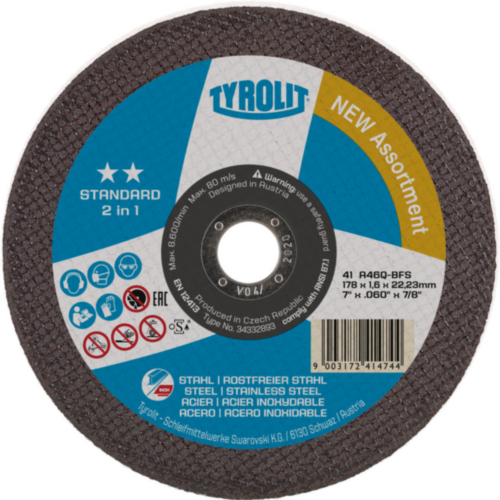 TYROLIT
NEW Assortment
STANDARD
2 in 1
Max. 80 m/s
Designed in Austria
Warning: use a safety guard
Max. 8.600/min
2020
V04/
EN 12413
Produced in Czech Republic
Type No. 34332893
comply with ANSI B7.1
41 A46Q-BFS
178 x 1,6 x 22,23mm
7" x .060" x 7/8"
EAC
oSa
INOX
9 003172 414744
STAHL | ROSTFREIER STAHL
STEEL | STAINLESS STEEL
ACIER | ACIER INOXYDABLE
ACERO | ACERO INOXIDABLE
Tyrolit - Schleifmittelwerke Swarovski K.G. / 6130 Schwaz / Austria